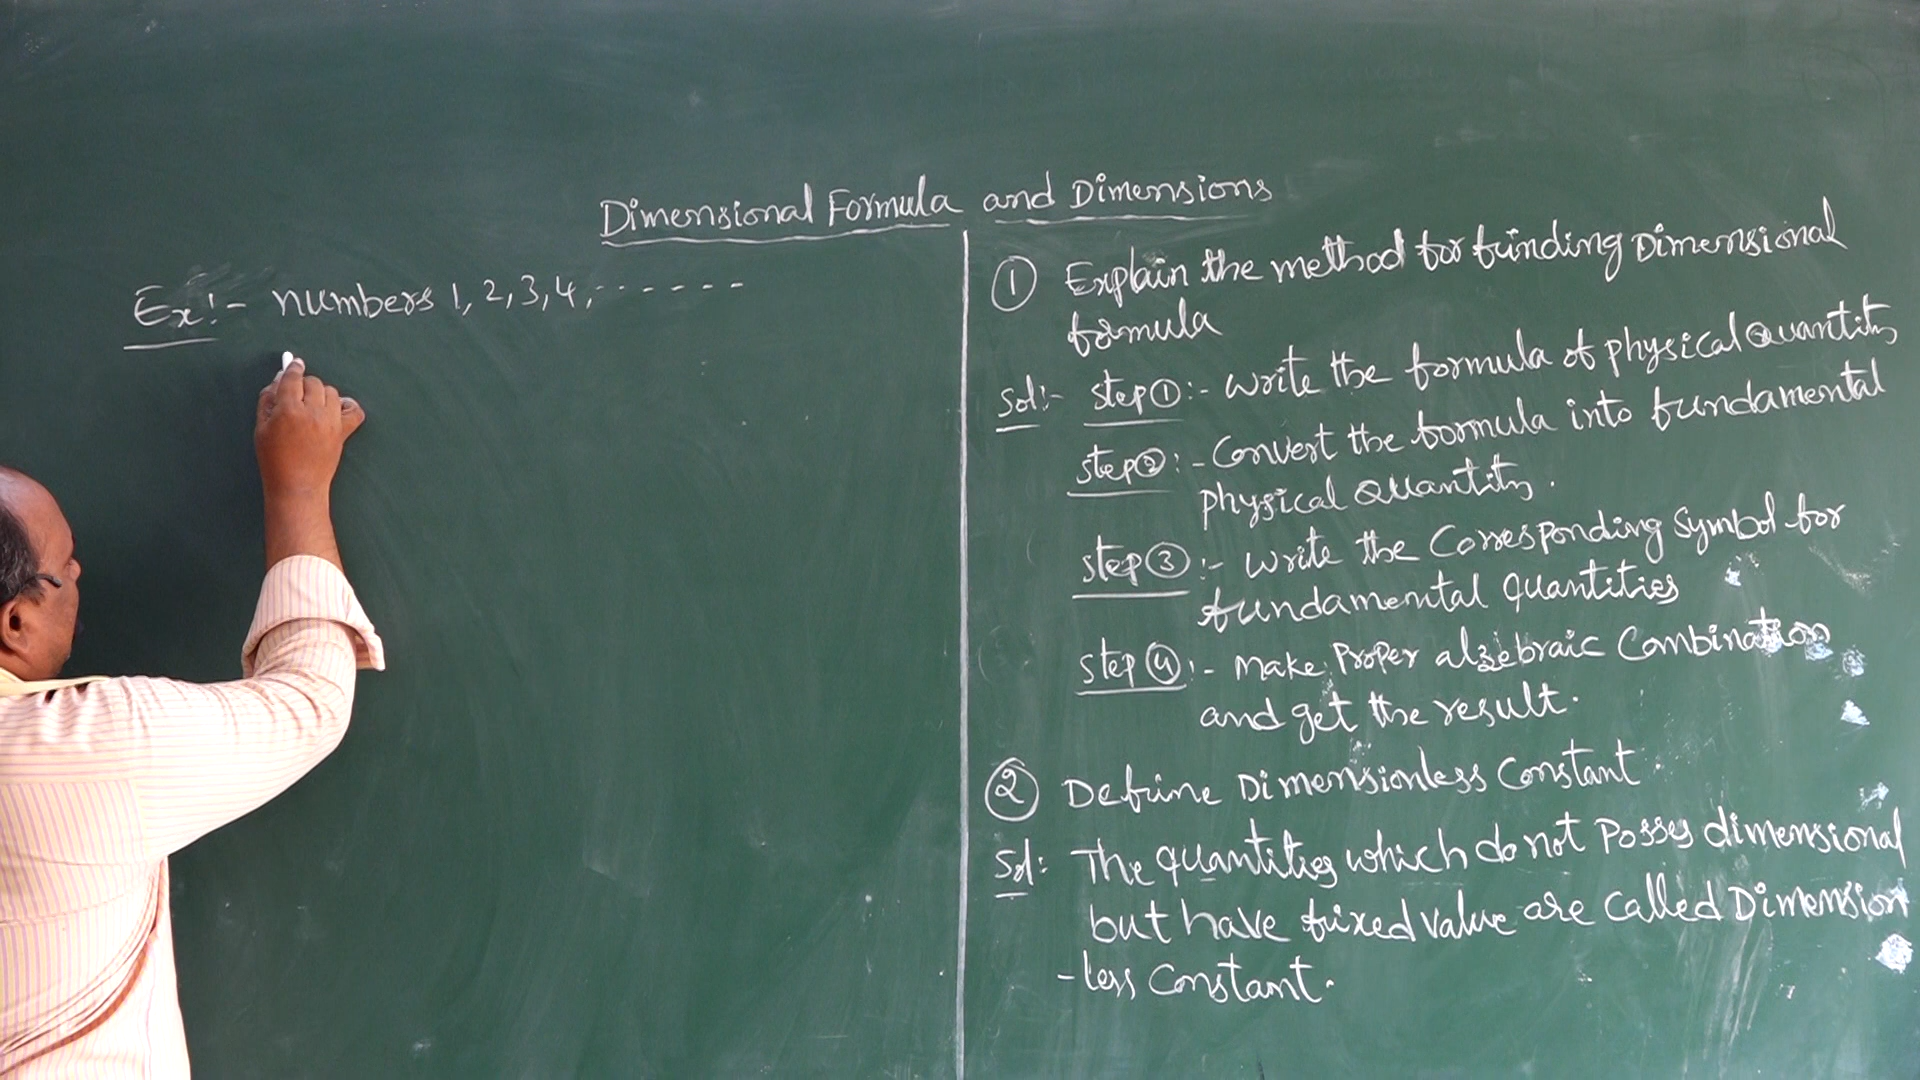 Dimensional Formula and Dimensions
Ex:- numbers 1, 2, 3, 4, - - - - - -
① Explain the method for finding Dimensional
formula
Sol:- step①:- Write the formula of physical Quantity
step②:- Convert the formula into fundamental
physical Quantity.
step③:- Write the Corresponding Symbol for
fundamental Quantities
step④:- Make Proper algebraic Combination
and get the result.
② Define Dimensionless Constant
Sol: The quantities which do not Posses dimensional
but have fixed value are called Dimension
-less Constant.